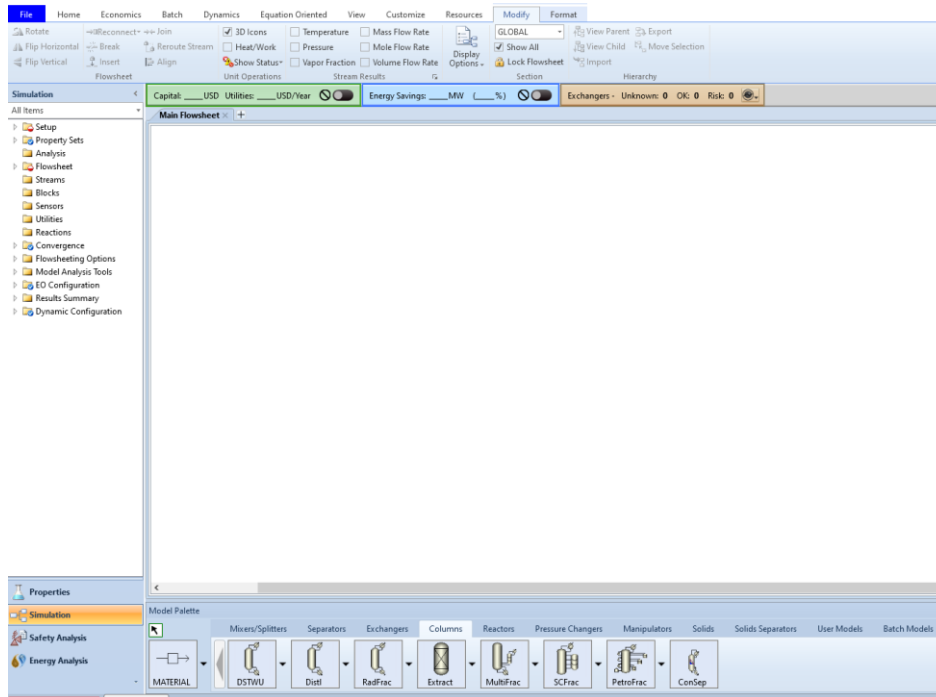 File Home Economics Batch Dynamics Equation Oriented View Customize Resources Modify Format
Rotate Reconnect Join 3D Icons Temperature Mass Flow Rate GLOBAL View Parent Export
Flip Horizontal Break Reroute Stream Heat/Work Pressure Mole Flow Rate Display Options Show All View Child Move Selection
Flip Vertical Insert Align Show Status Vapor Fraction Volume Flow Rate Lock Flowsheet Import
Flowsheet Unit Operations Stream Results Section Hierarchy
Simulation Capital: ____USD Utilities: ____USD/Year Energy Savings: ____MW (____%) Exchangers - Unknown: 0 OK: 0 Risk: 0
All Items Main Flowsheet +
Setup
Property Sets
Analysis
Flowsheet
Streams
Blocks
Sensors
Utilities
Reactions
Convergence
Flowsheeting Options
Model Analysis Tools
EO Configuration
Results Summary
Dynamic Configuration
Properties
Simulation
Safety Analysis
Energy Analysis
Model Palette
Mixers/Splitters Separators Exchangers Columns Reactors Pressure Changers Manipulators Solids Solids Separators User Models Batch Models
MATERIAL DSTWU Distl RadFrac Extract MultiFrac SCFrac PetroFrac ConSep